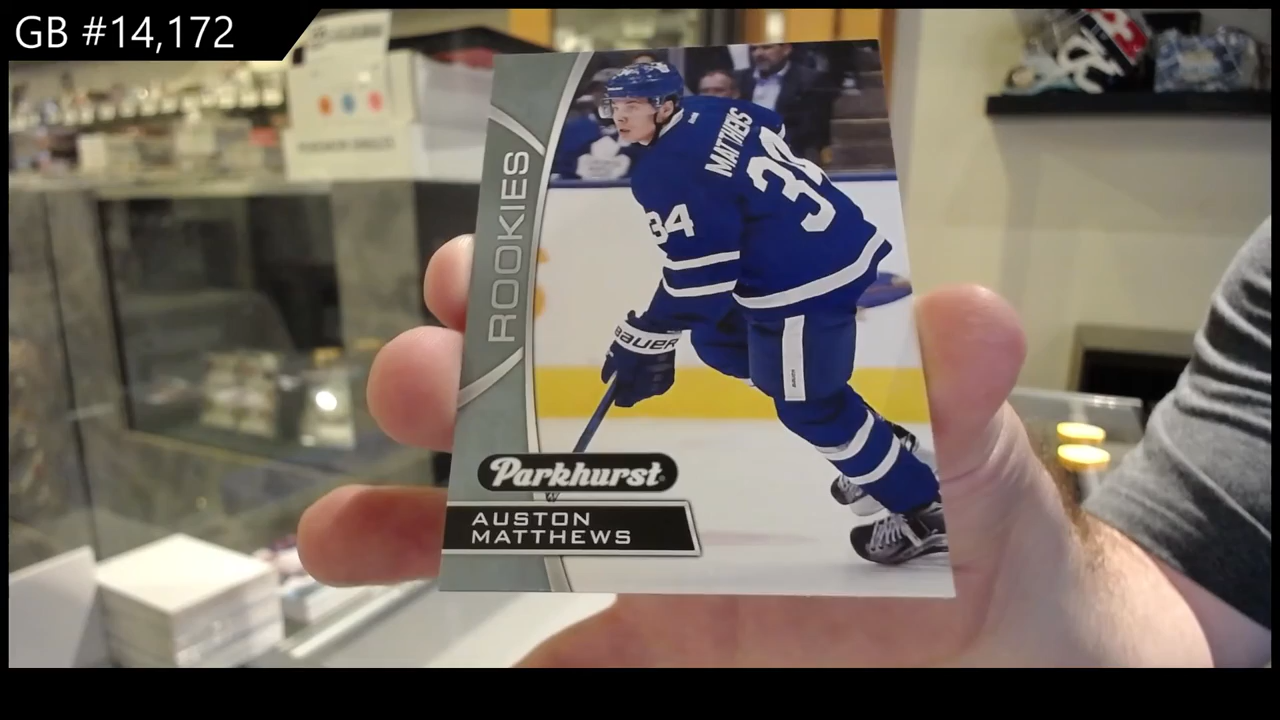 GB #14,172
MATTHEWS
34
34
ROOKIES
BAUER
Parkhurst
AUSTON
MATTHEWS